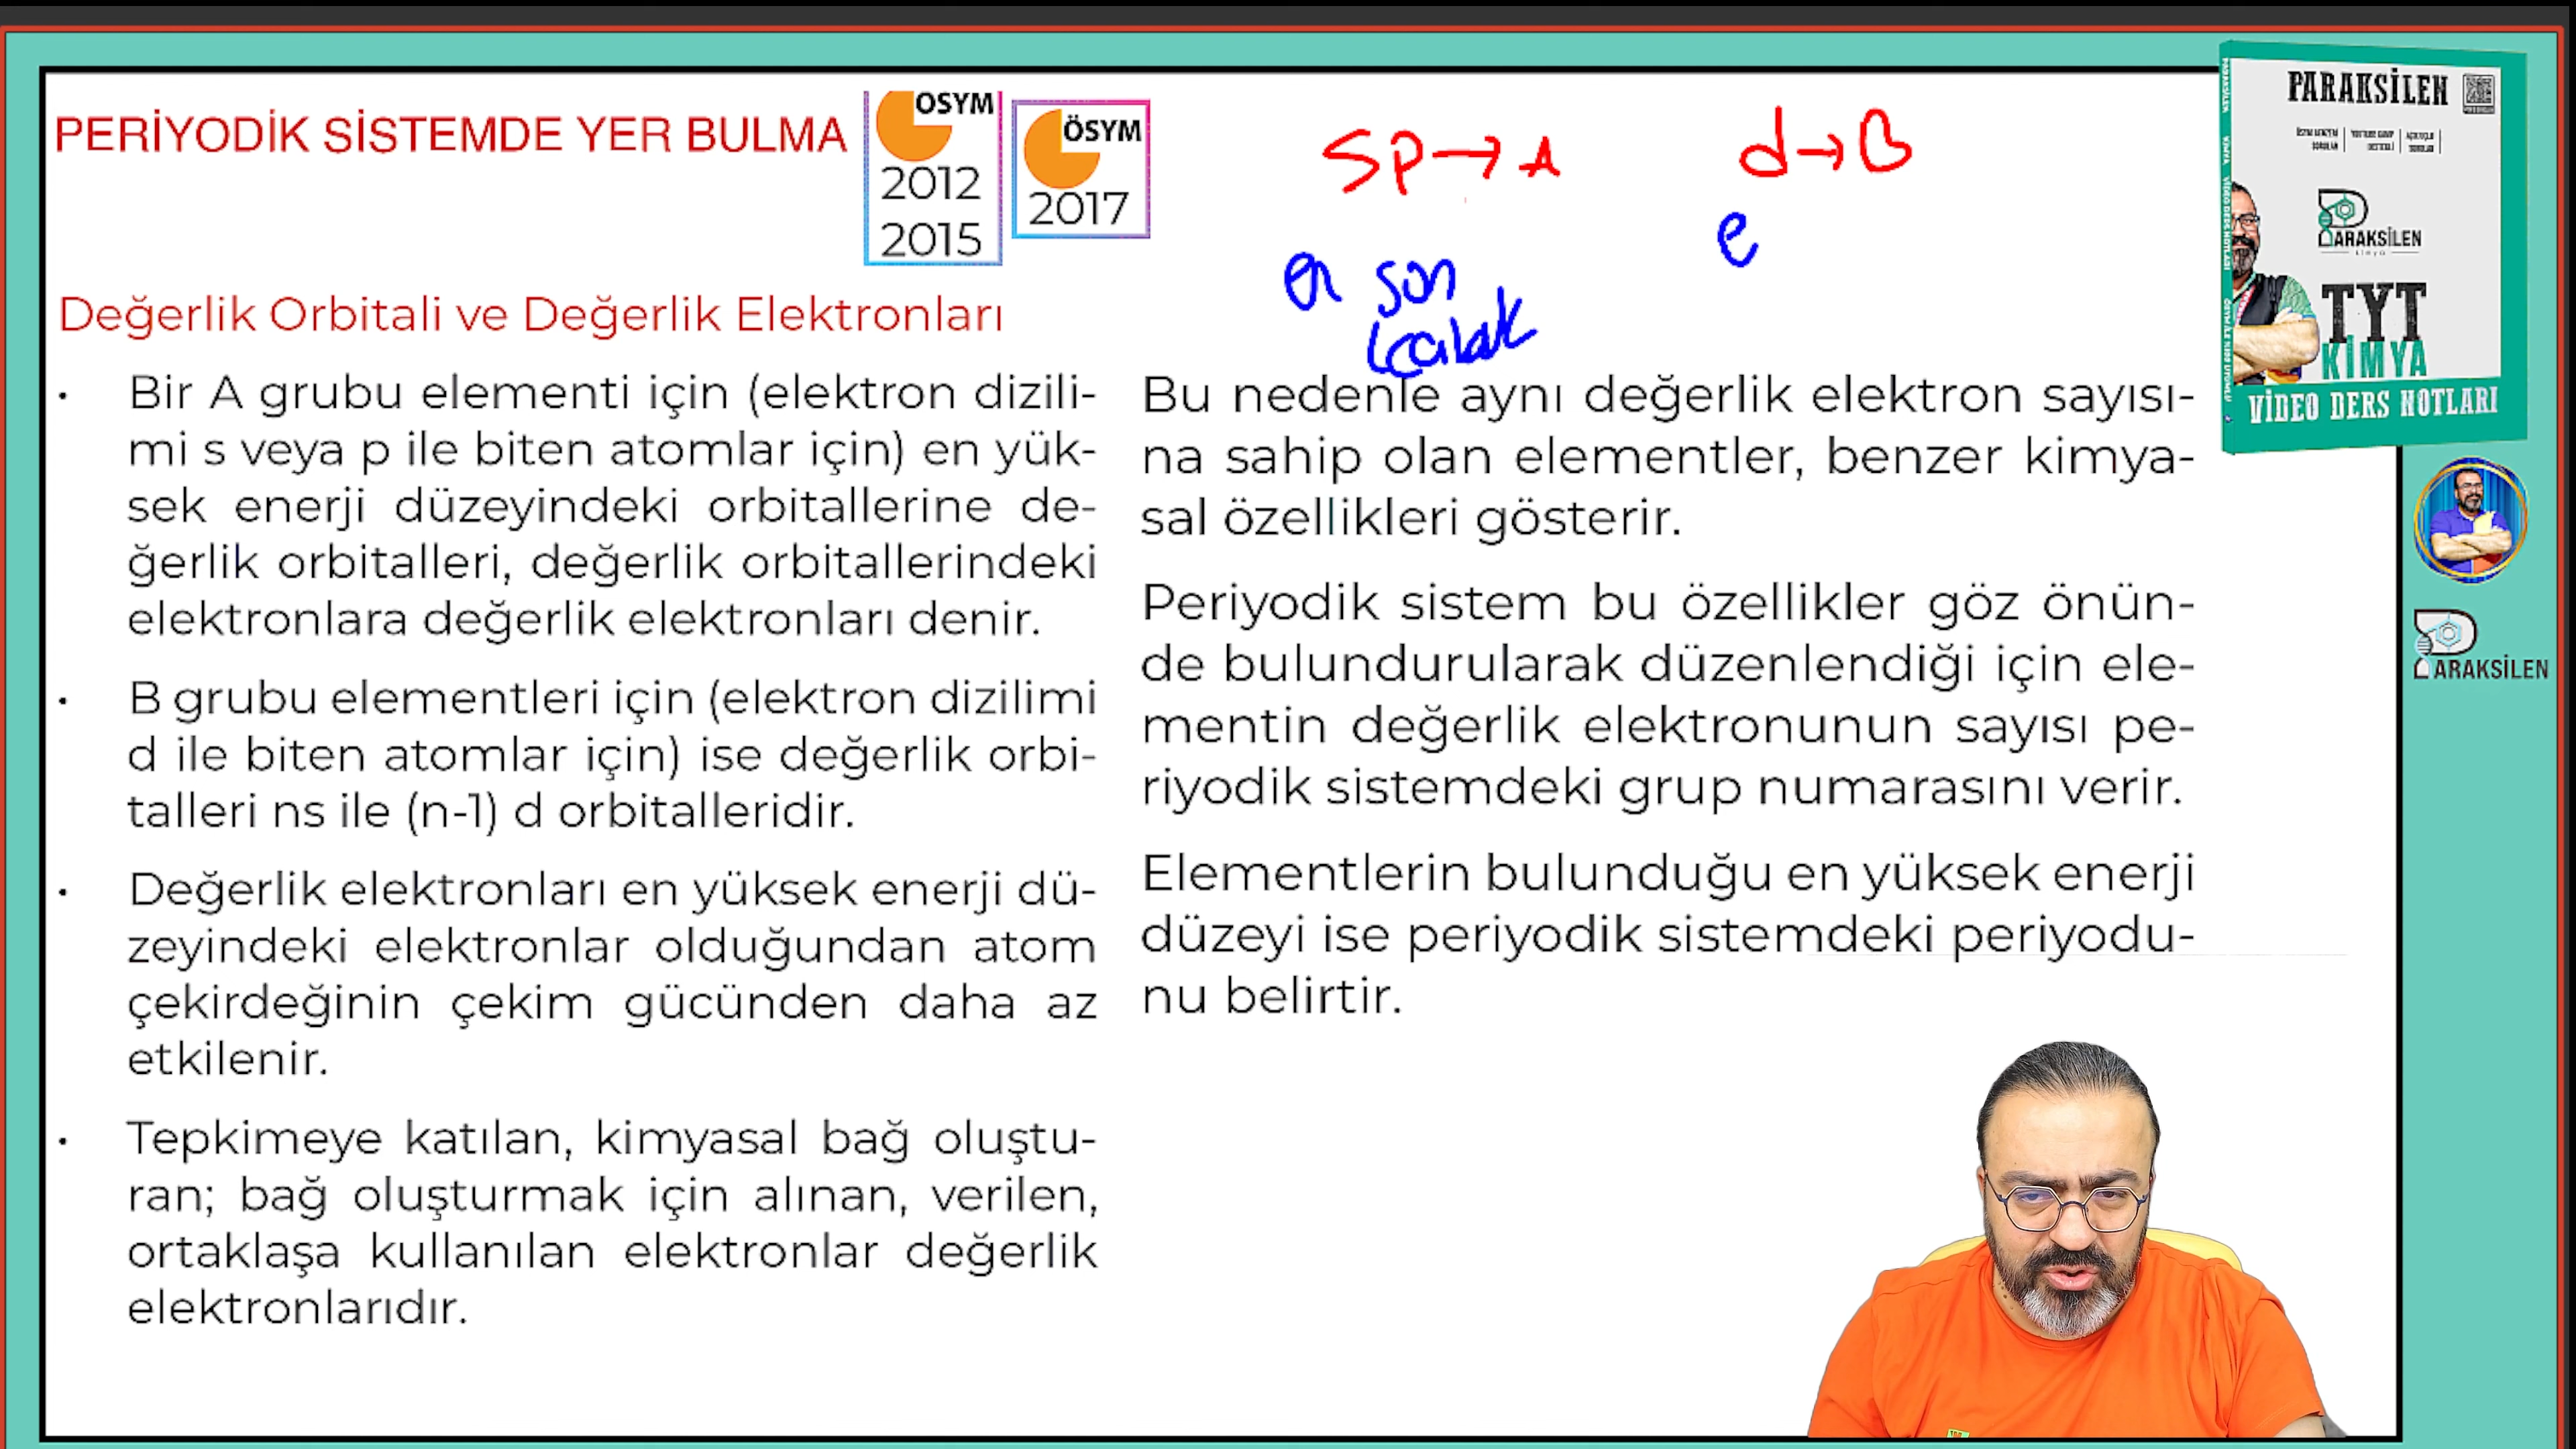 PERİYODİK SİSTEMDE YER BULMA
ÖSYM
2012
2015
ÖSYM
2017
sp→A
d→B
e
en son
kabuk
Değerlik Orbitali ve Değerlik Elektronları
• Bir A grubu elementi için (elektron dizili-
mi s veya p ile biten atomlar için) en yük-
sek enerji düzeyindeki orbitallerine de-
ğerlik orbitalleri, değerlik orbitallerindeki
elektronlara değerlik elektronları denir.
• B grubu elementleri için (elektron dizilimi
d ile biten atomlar için) ise değerlik orbi-
talleri ns ile (n-1) d orbitalleridir.
• Değerlik elektronları en yüksek enerji dü-
zeyindeki elektronlar olduğundan atom
çekirdeğinin çekim gücünden daha az
etkilenir.
• Tepkimeye katılan, kimyasal bağ oluştu-
ran; bağ oluşturmak için alınan, verilen,
ortaklaşa kullanılan elektronlar değerlik
elektronlarıdır.
Bu nedenle aynı değerlik elektron sayısı-
na sahip olan elementler, benzer kimya-
sal özellikleri gösterir.
Periyodik sistem bu özellikler göz önün-
de bulundurularak düzenlendiği için ele-
mentin değerlik elektronunun sayısı pe-
riyodik sistemdeki grup numarasını verir.
Elementlerin bulunduğu en yüksek enerji
düzeyi ise periyodik sistemdeki periyodu-
nu belirtir.
PARAKSİLEN
PARAKSİLEN
kimya
TYT
KİMYA
VİDEO DERS NOTLARI
PARAKSİLEN